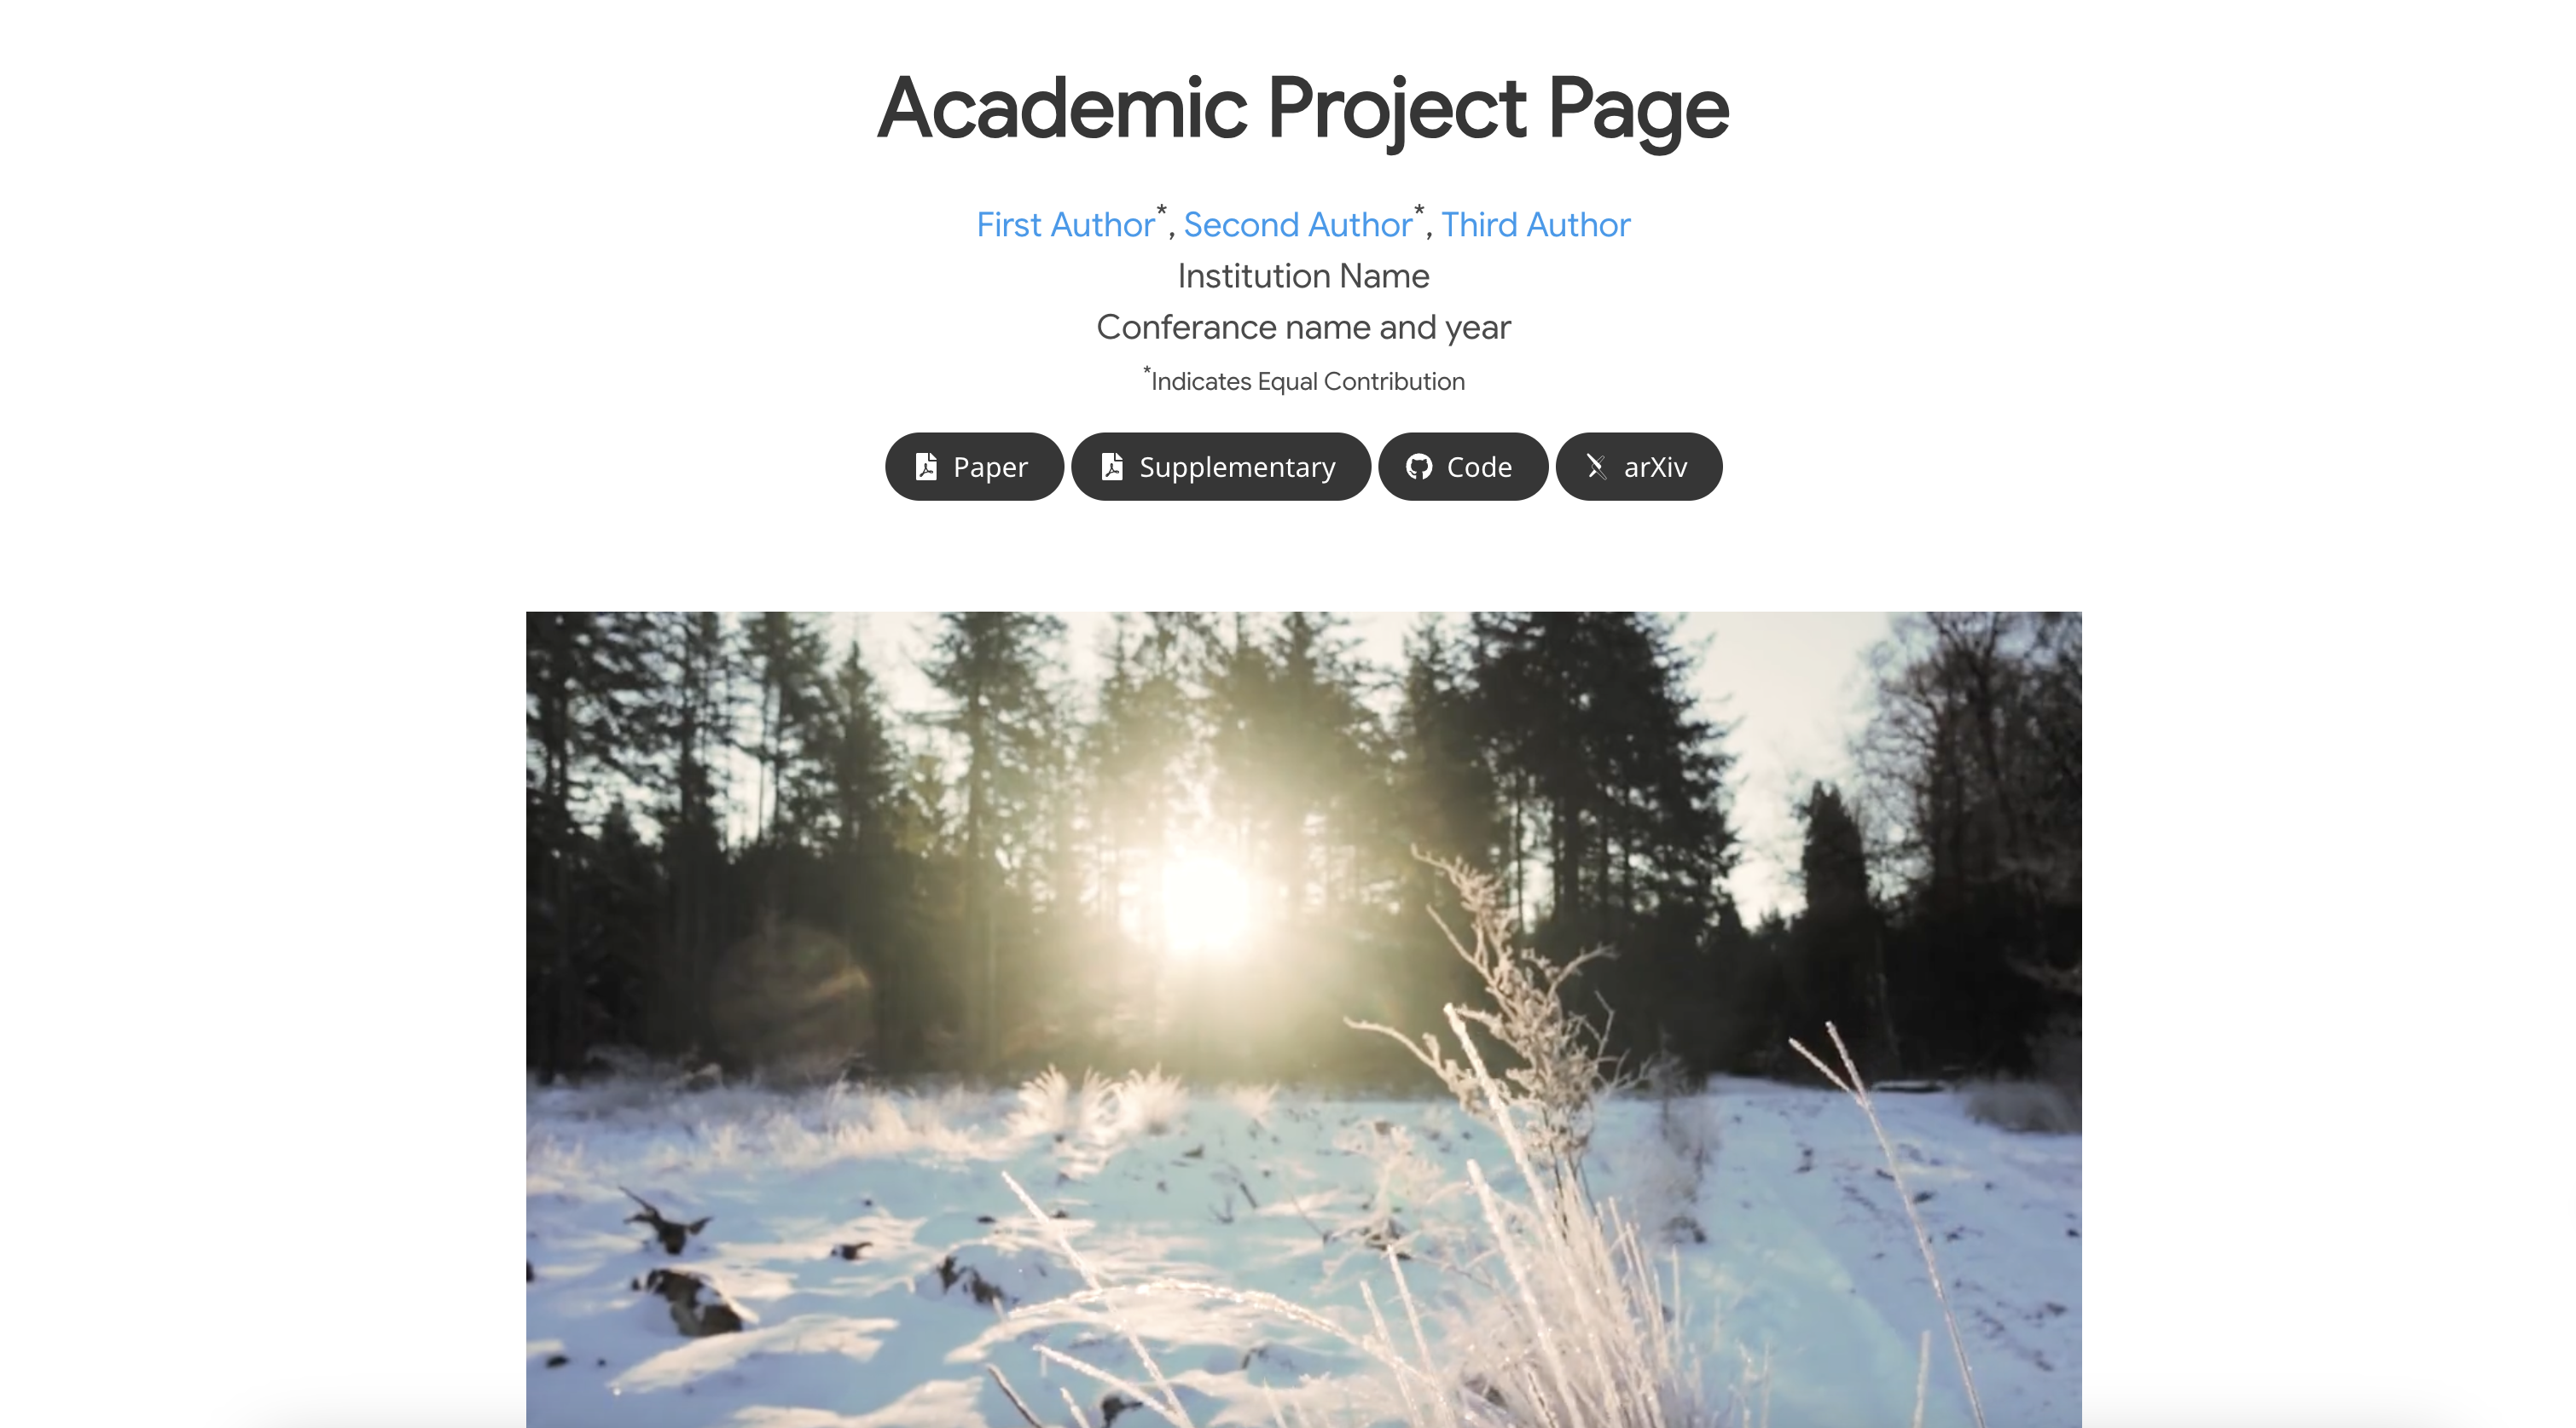 Academic Project Page
First Author*, Second Author*, Third Author
Institution Name
Conferance name and year
*Indicates Equal Contribution
Paper Supplementary Code arXiv